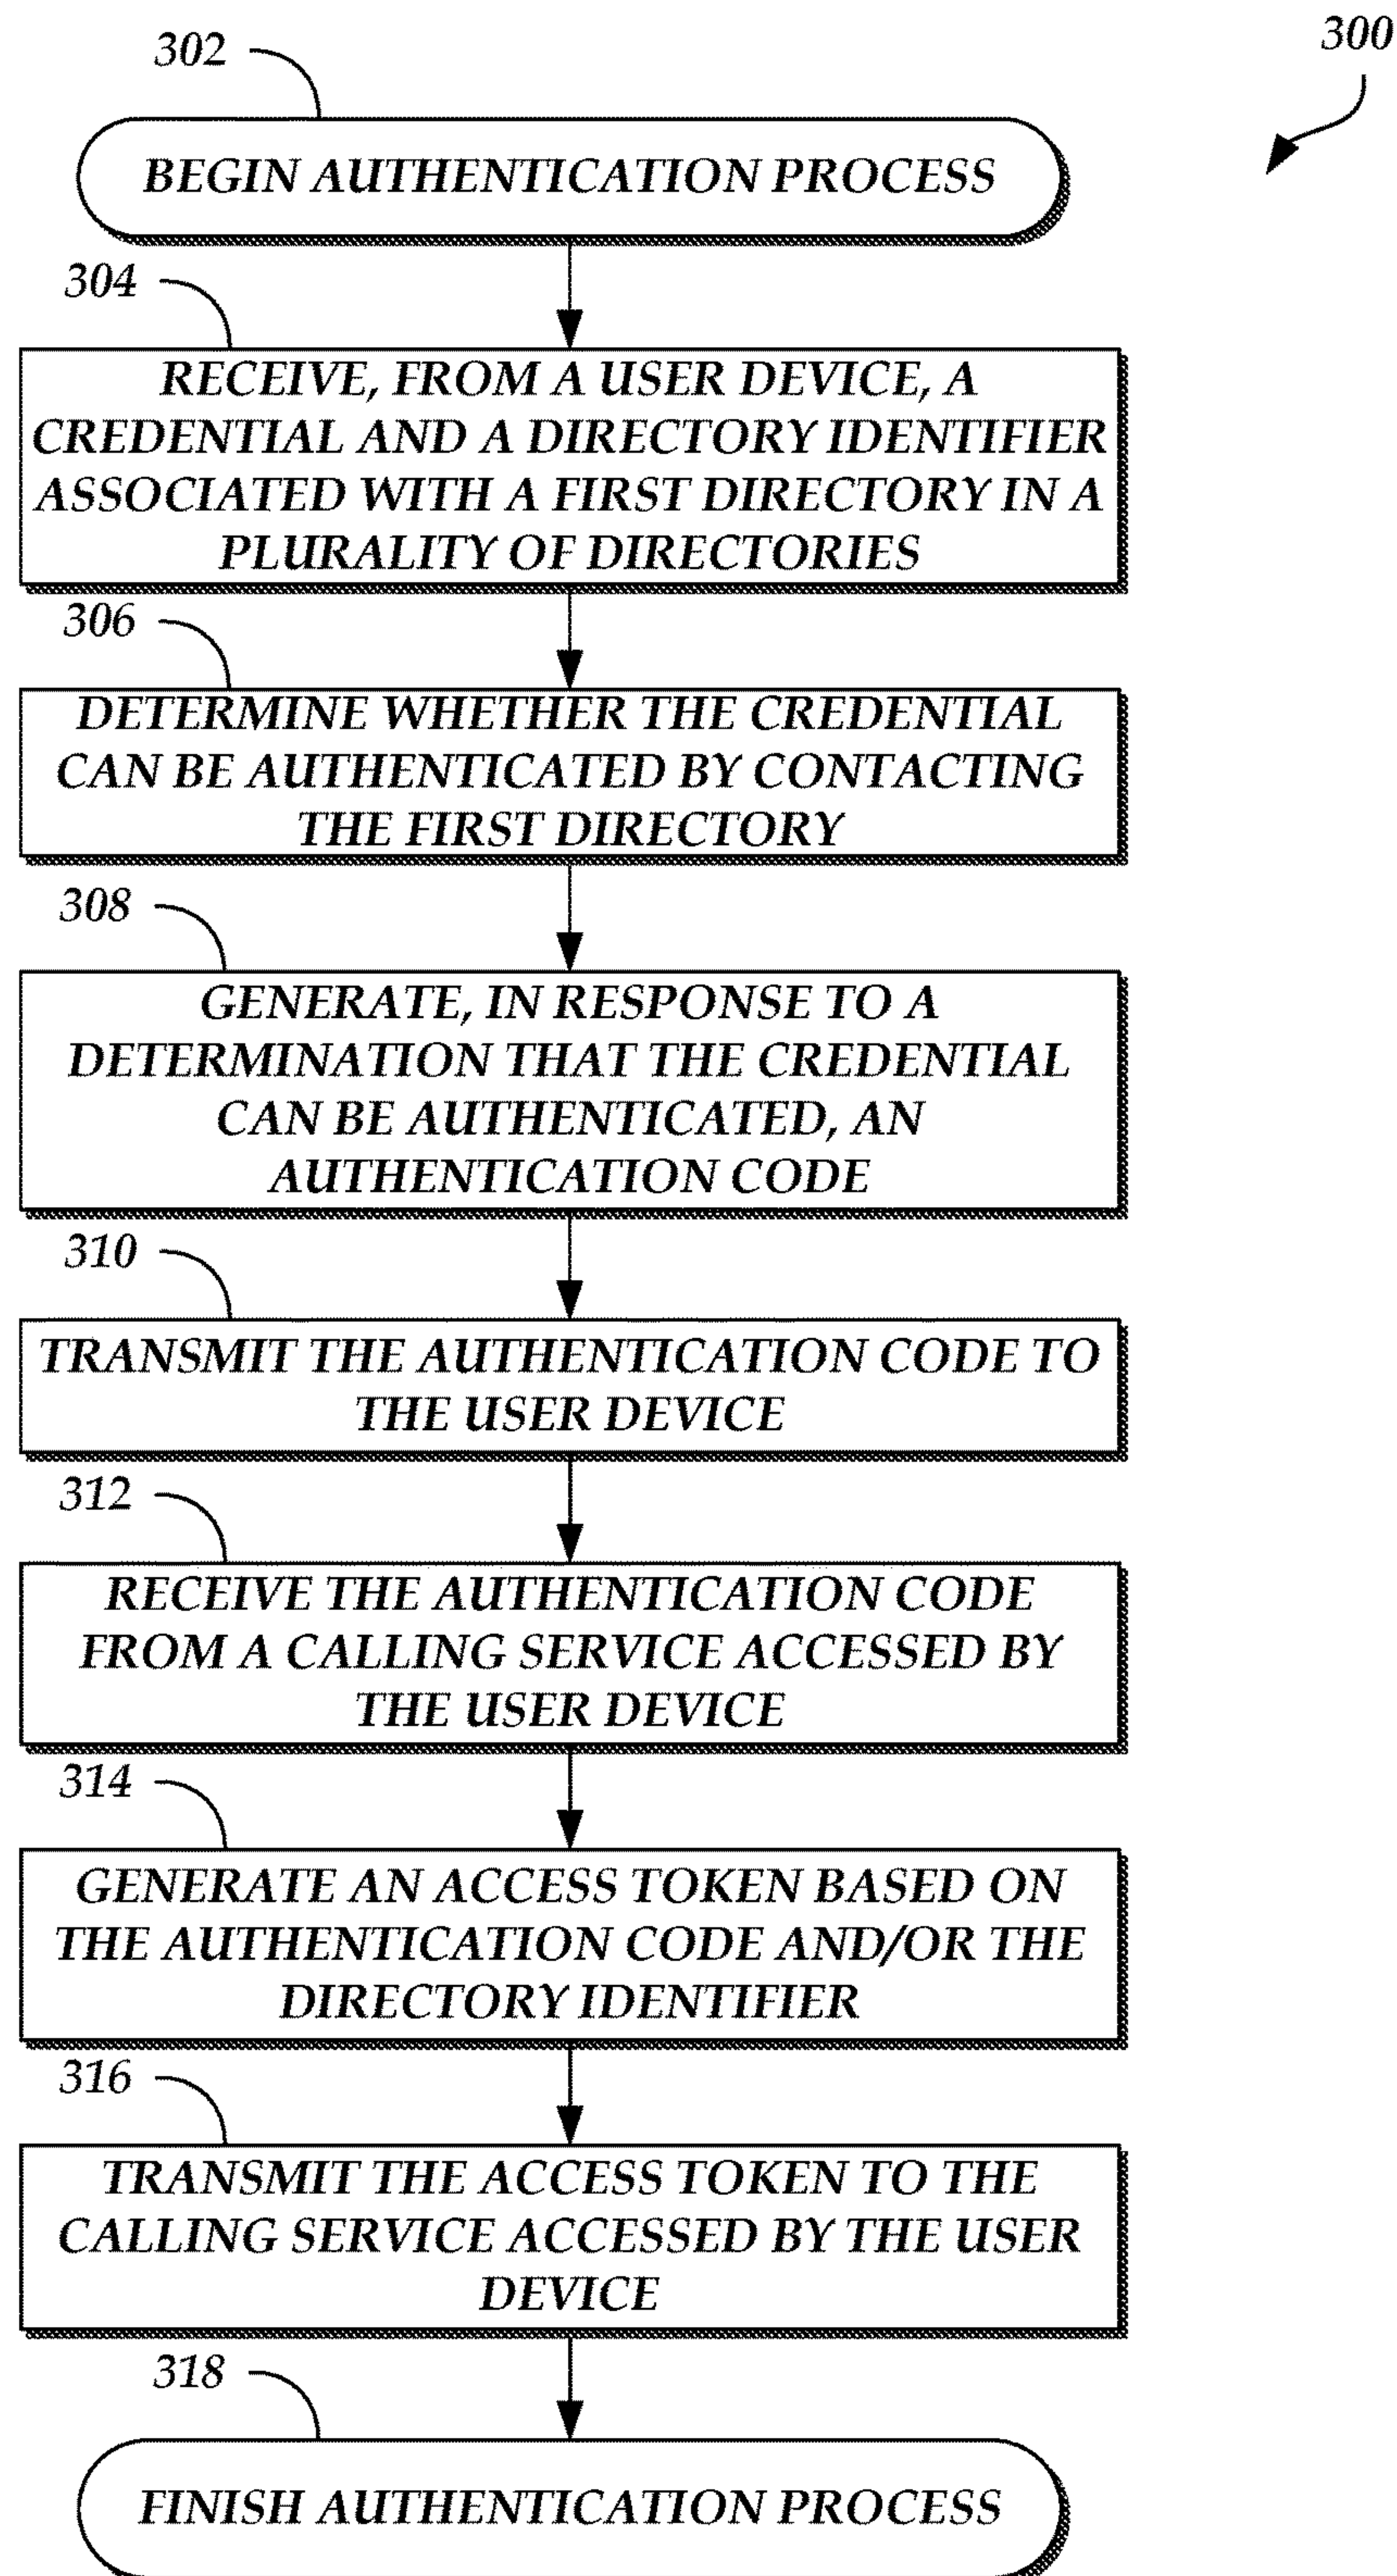 302
300
BEGIN AUTHENTICATION PROCESS
304
RECEIVE, FROM A USER DEVICE, A
CREDENTIAL AND A DIRECTORY IDENTIFIER
ASSOCIATED WITH A FIRST DIRECTORY IN A
PLURALITY OF DIRECTORIES
306
DETERMINE WHETHER THE CREDENTIAL
CAN BE AUTHENTICATED BY CONTACTING
THE FIRST DIRECTORY
308
GENERATE, IN RESPONSE TO A
DETERMINATION THAT THE CREDENTIAL
CAN BE AUTHENTICATED, AN
AUTHENTICATION CODE
310
TRANSMIT THE AUTHENTICATION CODE TO
THE USER DEVICE
312
RECEIVE THE AUTHENTICATION CODE
FROM A CALLING SERVICE ACCESSED BY
THE USER DEVICE
314
GENERATE AN ACCESS TOKEN BASED ON
THE AUTHENTICATION CODE AND/OR THE
DIRECTORY IDENTIFIER
316
TRANSMIT THE ACCESS TOKEN TO THE
CALLING SERVICE ACCESSED BY THE USER
DEVICE
318
FINISH AUTHENTICATION PROCESS